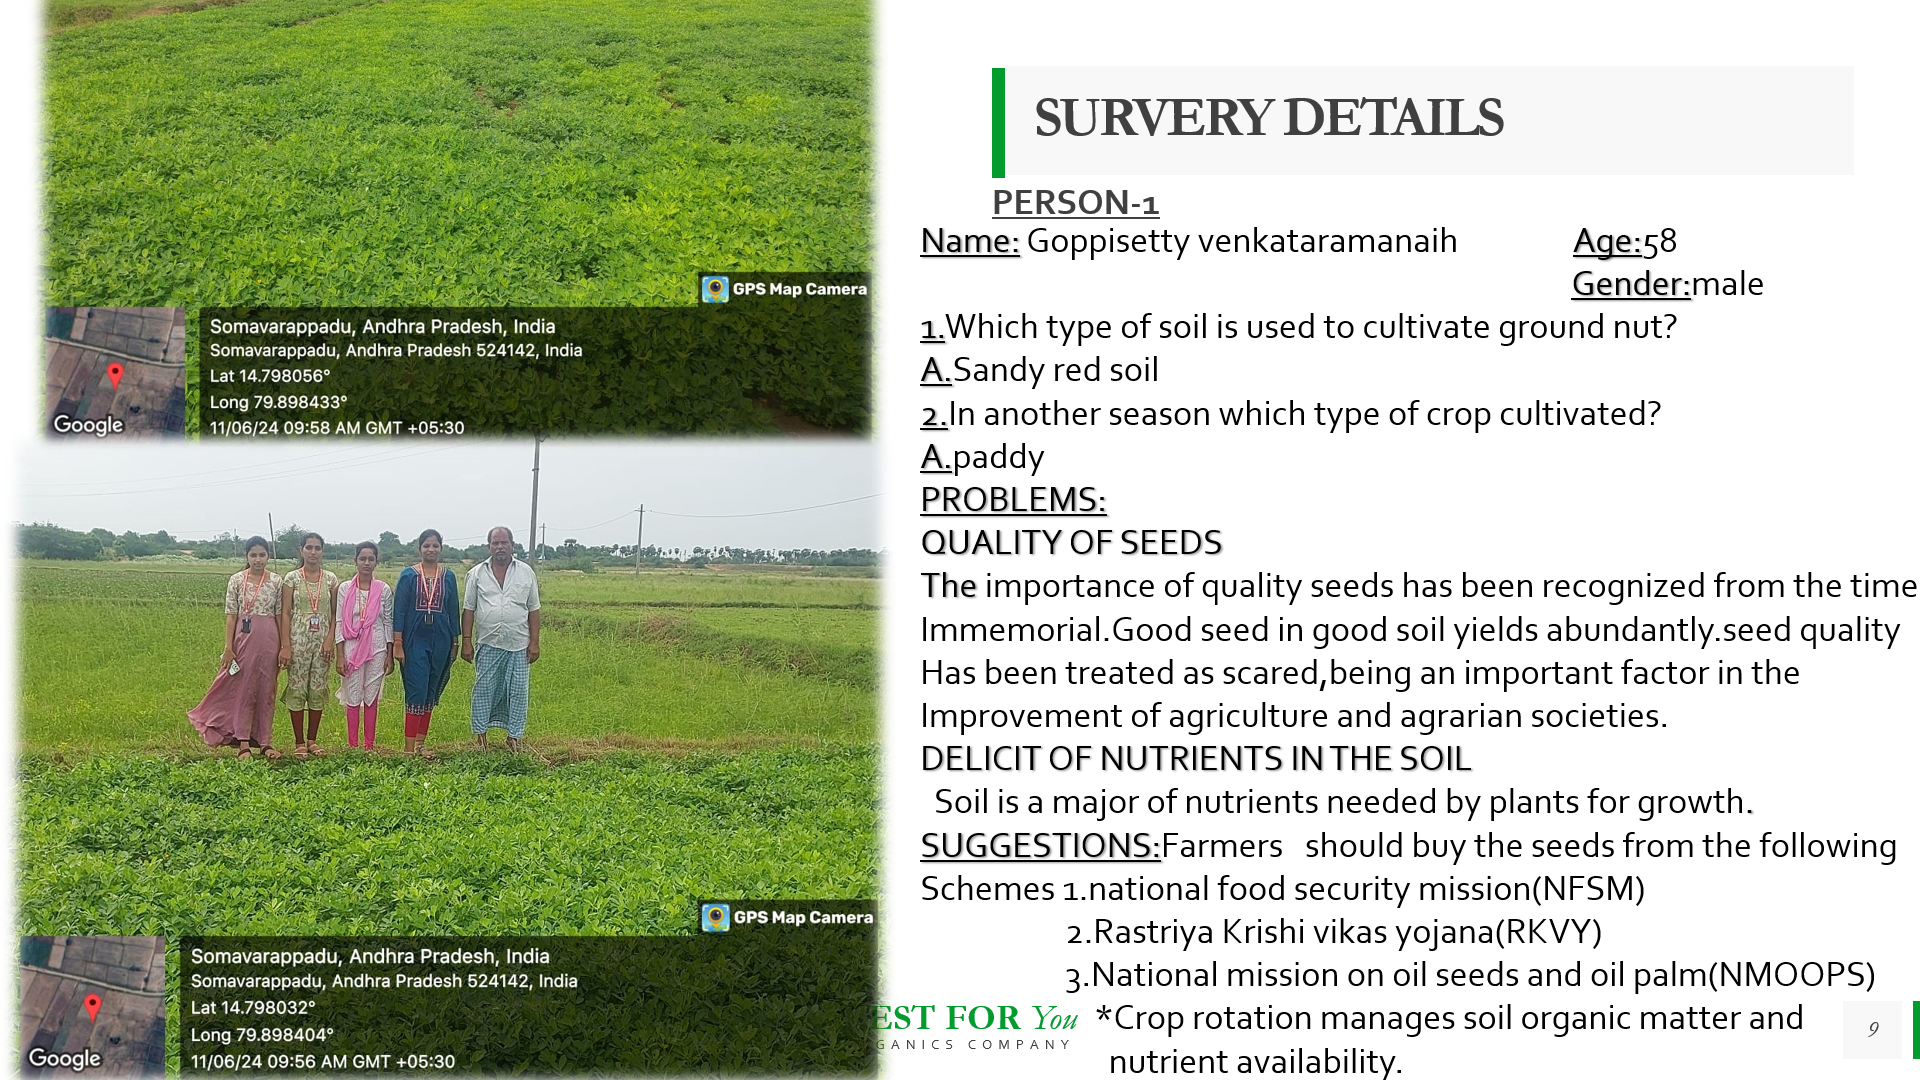 GPS Map Camera
Somavarappadu, Andhra Pradesh, India
Somavarappadu, Andhra Pradesh 524142, India
Lat 14.798056°
Long 79.898433°
11/06/24 09:58 AM GMT +05:30
Google
GPS Map Camera
Somavarappadu, Andhra Pradesh, India
Somavarappadu, Andhra Pradesh 524142, India
Lat 14.798032°
Long 79.898404°
11/06/24 09:56 AM GMT +05:30
Google
SURVERY DETAILS
PERSON-1
Name: Goppisetty venkataramanaih Age:58
Gender:male
1.Which type of soil is used to cultivate ground nut?
A.Sandy red soil
2.In another season which type of crop cultivated?
A.paddy
PROBLEMS:
QUALITY OF SEEDS
The importance of quality seeds has been recognized from the time
Immemorial.Good seed in good soil yields abundantly.seed quality
Has been treated as scared,being an important factor in the
Improvement of agriculture and agrarian societies.
DELICIT OF NUTRIENTS IN THE SOIL
Soil is a major of nutrients needed by plants for growth.
SUGGESTIONS:Farmers should buy the seeds from the following
Schemes 1.national food security mission(NFSM)
2.Rastriya Krishi vikas yojana(RKVY)
3.National mission on oil seeds and oil palm(NMOOPS)
*Crop rotation manages soil organic matter and
nutrient availability.
EST FOR You
GANICS COMPANY
9